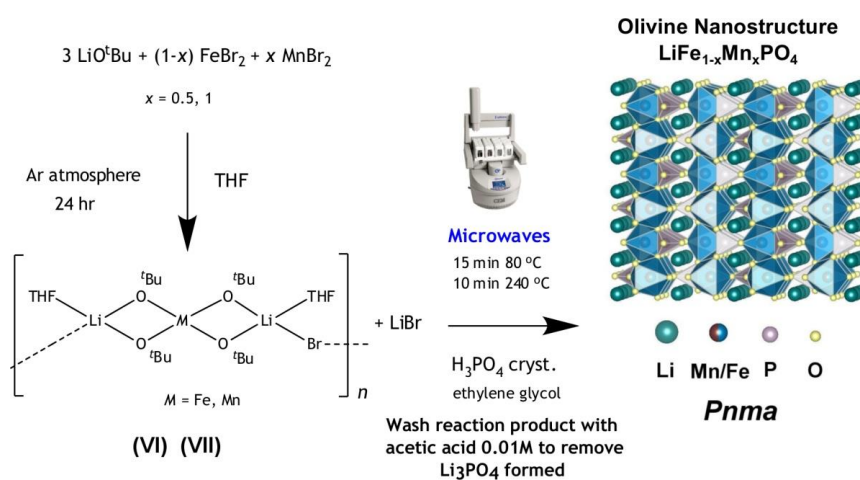 3 LiOᵗBu + (1-x) FeBr₂ + x MnBr₂
x = 0.5, 1
Ar atmosphere
24 hr
THF
THF
ᵗBu
O
Li
O
ᵗBu
M
ᵗBu
O
O
ᵗBu
Li
THF
Br
n
M = Fe, Mn
(VI) (VII)
+ LiBr
Microwaves
15 min 80 ºC
10 min 240 ºC
H₃PO₄ cryst.
ethylene glycol
Wash reaction product with
acetic acid 0.01M to remove
Li₃PO₄ formed
Olivine Nanostructure
LiFe₁₋ₓMnₓPO₄
Li Mn/Fe P O
Pnma